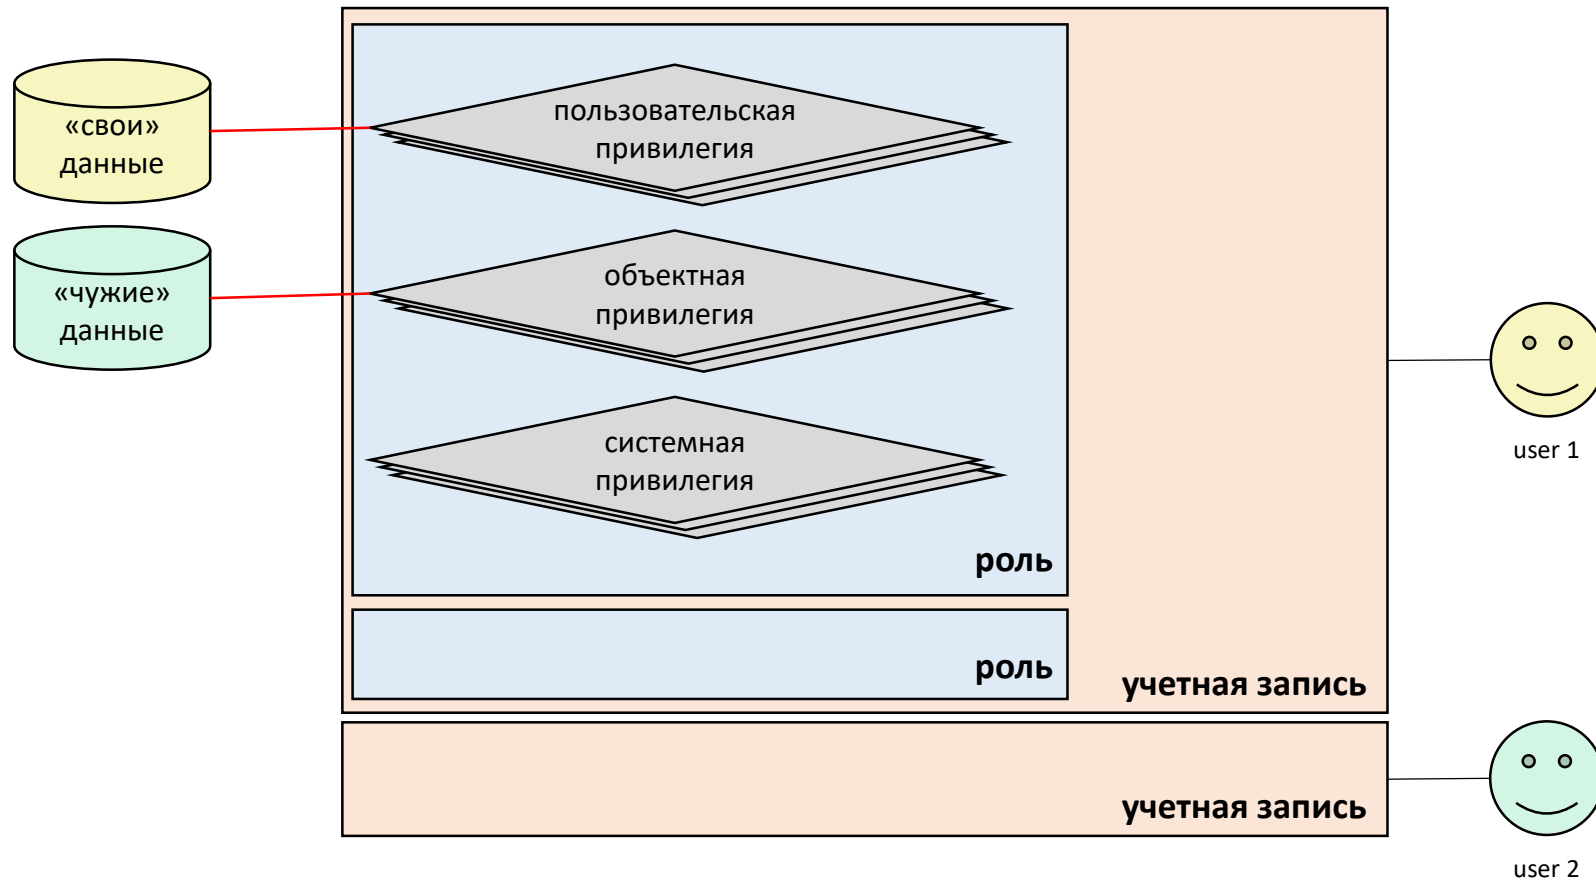 «свои»
данные
пользовательская
привилегия
«чужие»
данные
объектная
привилегия
системная
привилегия
роль
роль
учетная запись
user 1
учетная запись
user 2